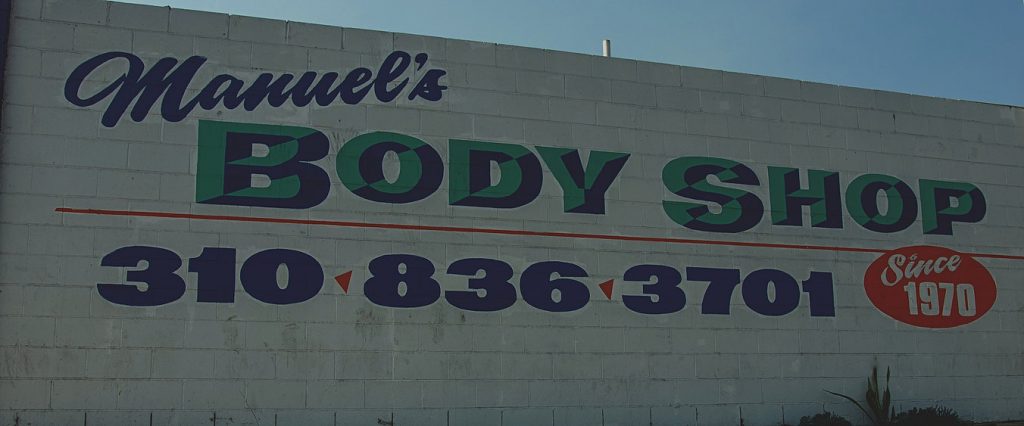 Manuel's
BODY SHOP
310 836 3701
Since
1970